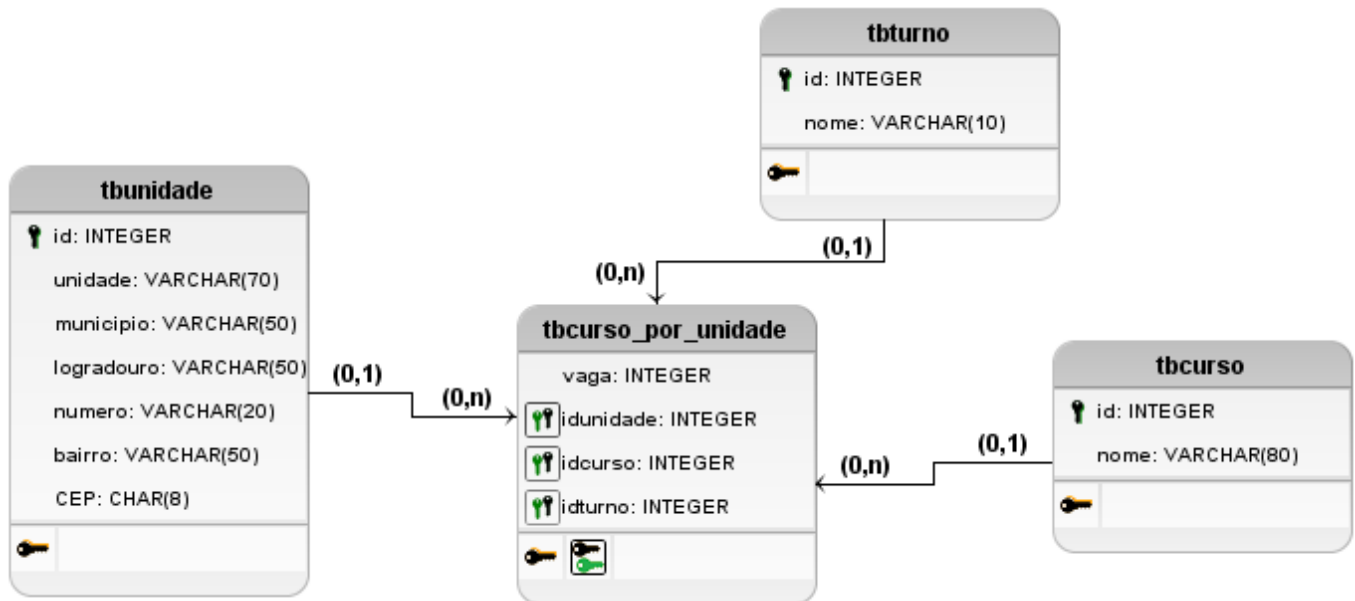 tbturno
id: INTEGER
nome: VARCHAR(10)
tbunidade
id: INTEGER
unidade: VARCHAR(70)
municipio: VARCHAR(50)
logradouro: VARCHAR(50)
numero: VARCHAR(20)
bairro: VARCHAR(50)
CEP: CHAR(8)
(0,1)
(0,n)
(0,1)
(0,n)
tbcurso_por_unidade
vaga: INTEGER
idunidade: INTEGER
idcurso: INTEGER
idturno: INTEGER
(0,n)
(0,1)
tbcurso
id: INTEGER
nome: VARCHAR(80)